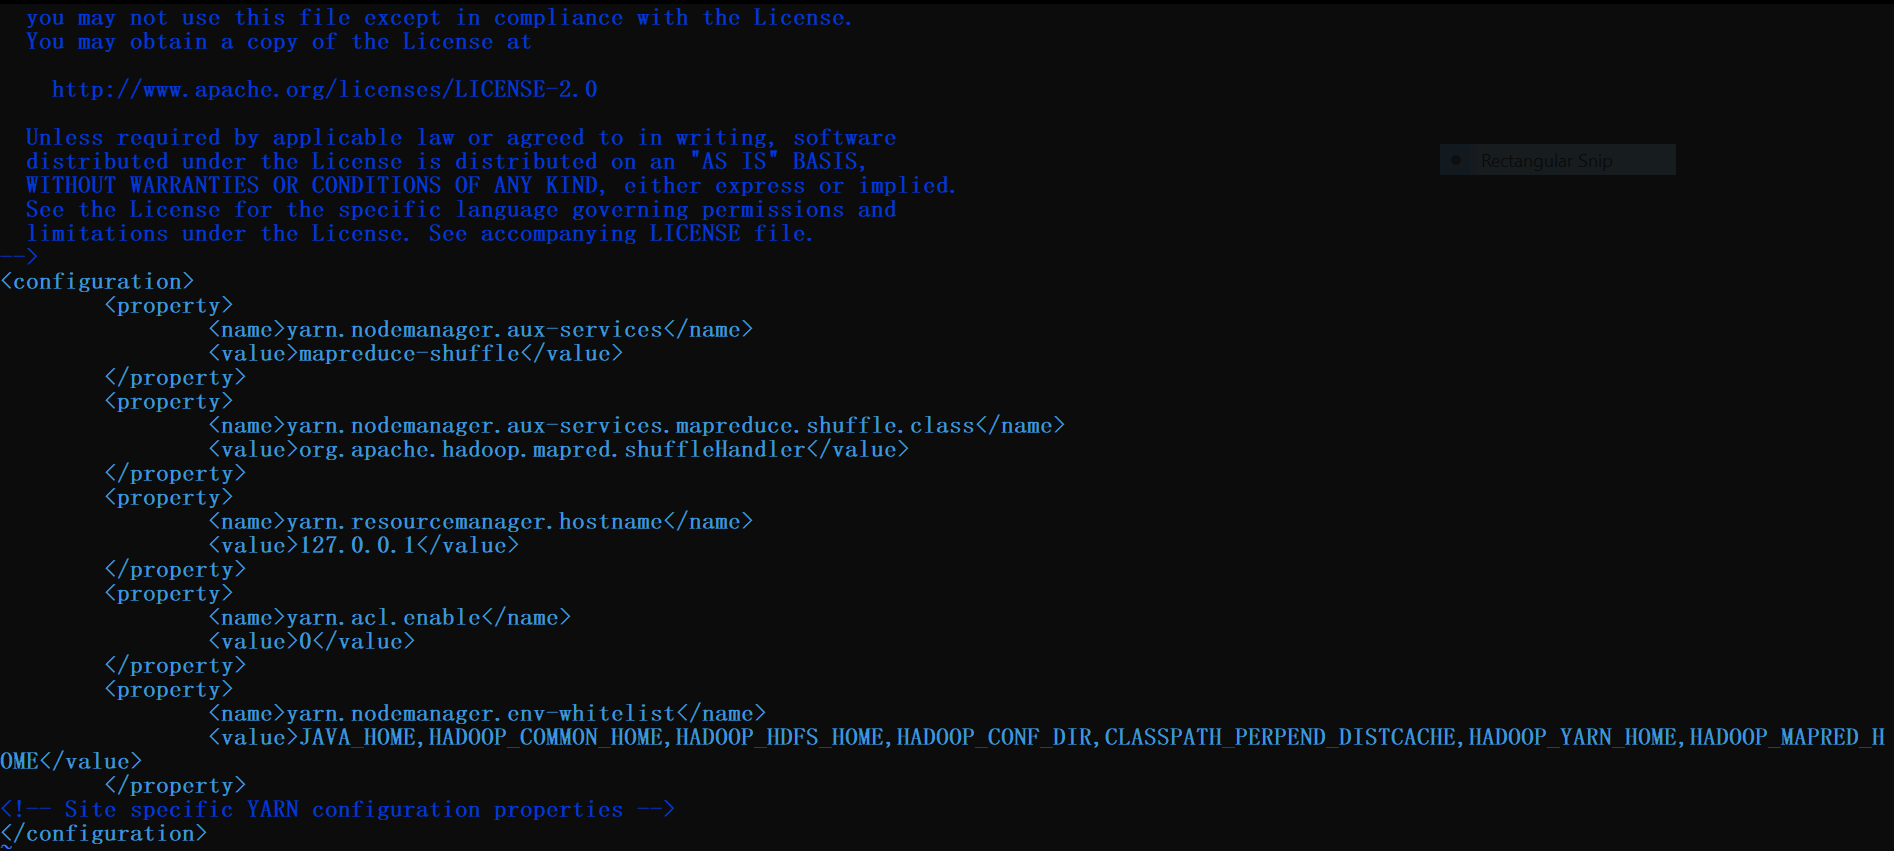 you may not use this file except in compliance with the License.
You may obtain a copy of the License at
http://www.apache.org/licenses/LICENSE-2.0
Unless required by applicable law or agreed to in writing, software
distributed under the License is distributed on an "AS IS" BASIS,
WITHOUT WARRANTIES OR CONDITIONS OF ANY KIND, either express or implied.
See the License for the specific language governing permissions and
limitations under the License. See accompanying LICENSE file.
-->
Rectangular Snip
<configuration>
<property>
<name>yarn.nodemanager.aux-services</name>
<value>mapreduce-shuffle</value>
</property>
<property>
<name>yarn.nodemanager.aux-services.mapreduce.shuffle.class</name>
<value>org.apache.hadoop.mapred.shuffleHandler</value>
</property>
<property>
<name>yarn.resourcemanager.hostname</name>
<value>127.0.0.1</value>
</property>
<property>
<name>yarn.acl.enable</name>
<value>0</value>
</property>
<property>
<name>yarn.nodemanager.env-whitelist</name>
<value>JAVA_HOME,HADOOP_COMMON_HOME,HADOOP_HDFS_HOME,HADOOP_CONF_DIR,CLASSPATH_PERPEND_DISTCACHE,HADOOP_YARN_HOME,HADOOP_MAPRED_H
OME</value>
</property>
<!-- Site specific YARN configuration properties -->
</configuration>
~